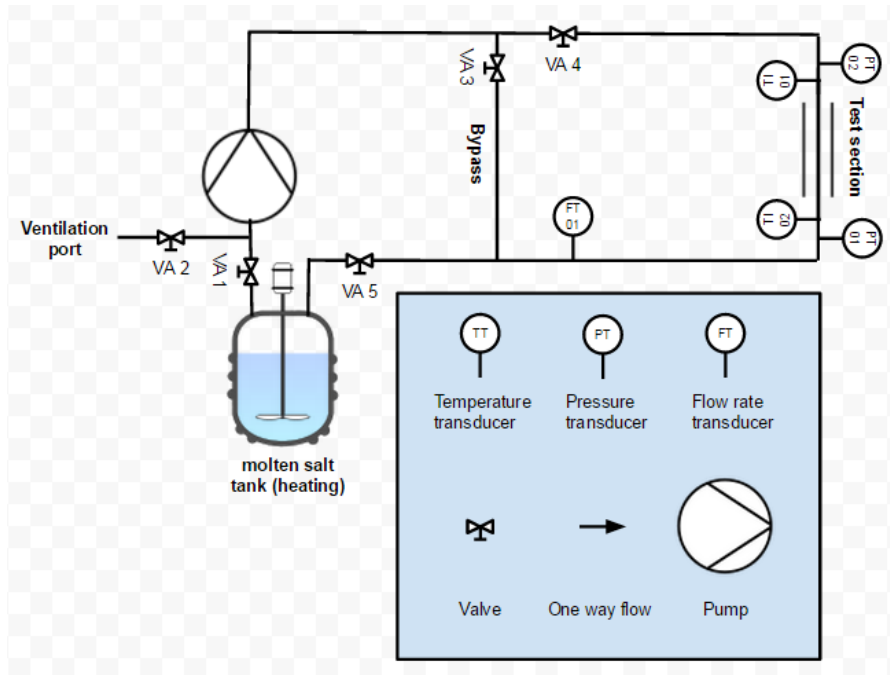 VA 3
VA 4
PT
02
TT
01
Test section
Bypass
Ventilation
port
VA 2
VA 1
FT
01
TT
02
PT
01
VA 5
molten salt
tank (heating)
TT
PT
FT
Temperature
transducer
Pressure
transducer
Flow rate
transducer
Valve
One way flow
Pump